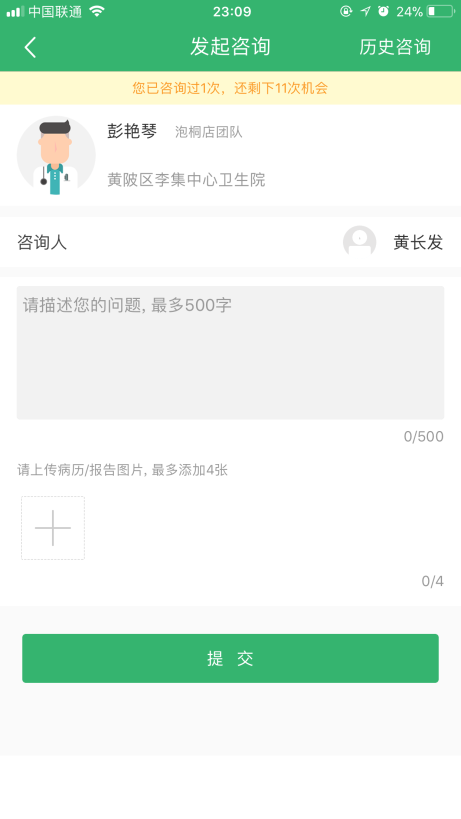 中国联通 23:09 24%
发起咨询 历史咨询
您已咨询过1次，还剩下11次机会
彭艳琴 泡桐店团队
黄陂区李集中心卫生院
咨询人 黄长发
请描述您的问题, 最多500字
0/500
请上传病历/报告图片, 最多添加4张
0/4
提 交